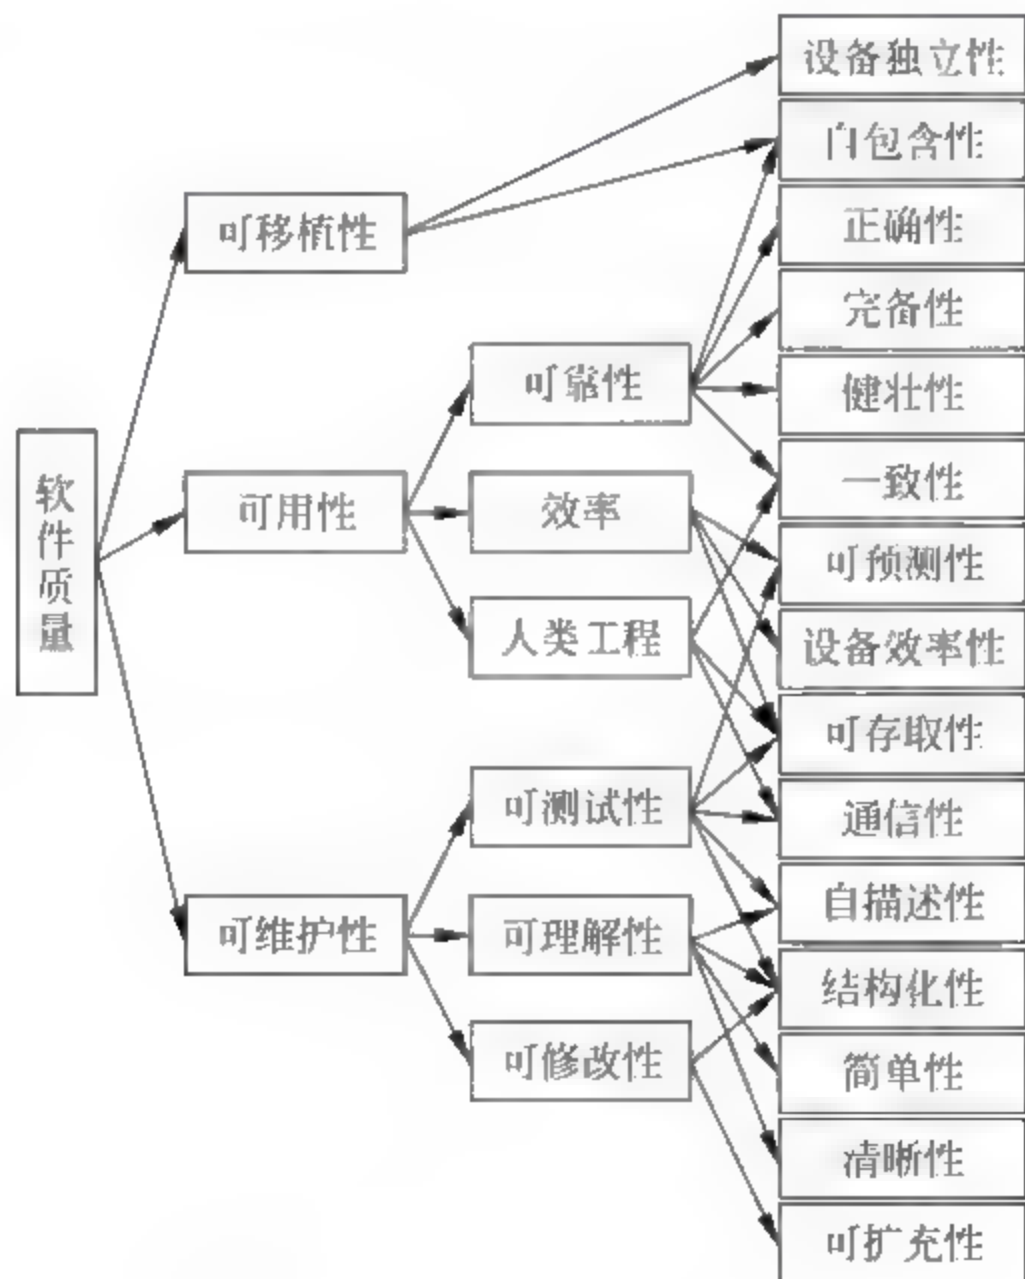 软件质量
可移植性
可用性
可维护性
可靠性
效率
人类工程
可测试性
可理解性
可修改性
设备独立性
自包含性
正确性
完备性
健壮性
一致性
可预测性
设备效率性
可存取性
通信性
自描述性
结构化性
简单性
清晰性
可扩充性